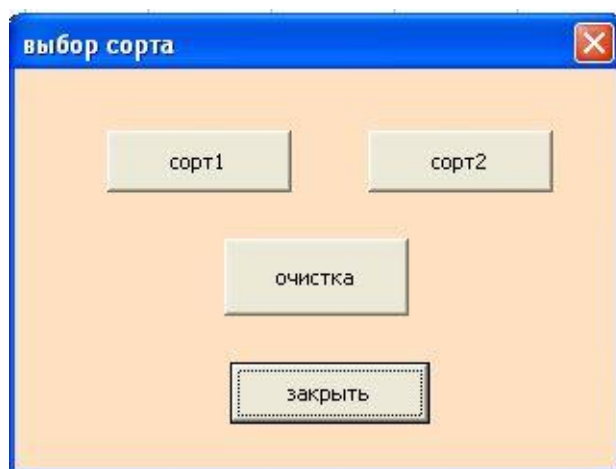 выбор сорта
сорт1 сорт2
очистка
закрыть